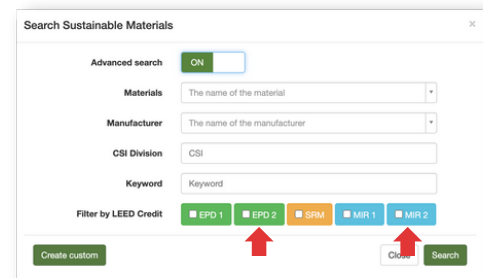 Search Sustainable Materials ×
Advanced search ON
Materials The name of the material
Manufacturer The name of the manufacturer
CSI Division CSI
Keyword Keyword
Filter by LEED Credit EPD 1 EPD 2 SRM MIR 1 MIR 2
Create custom Close Search